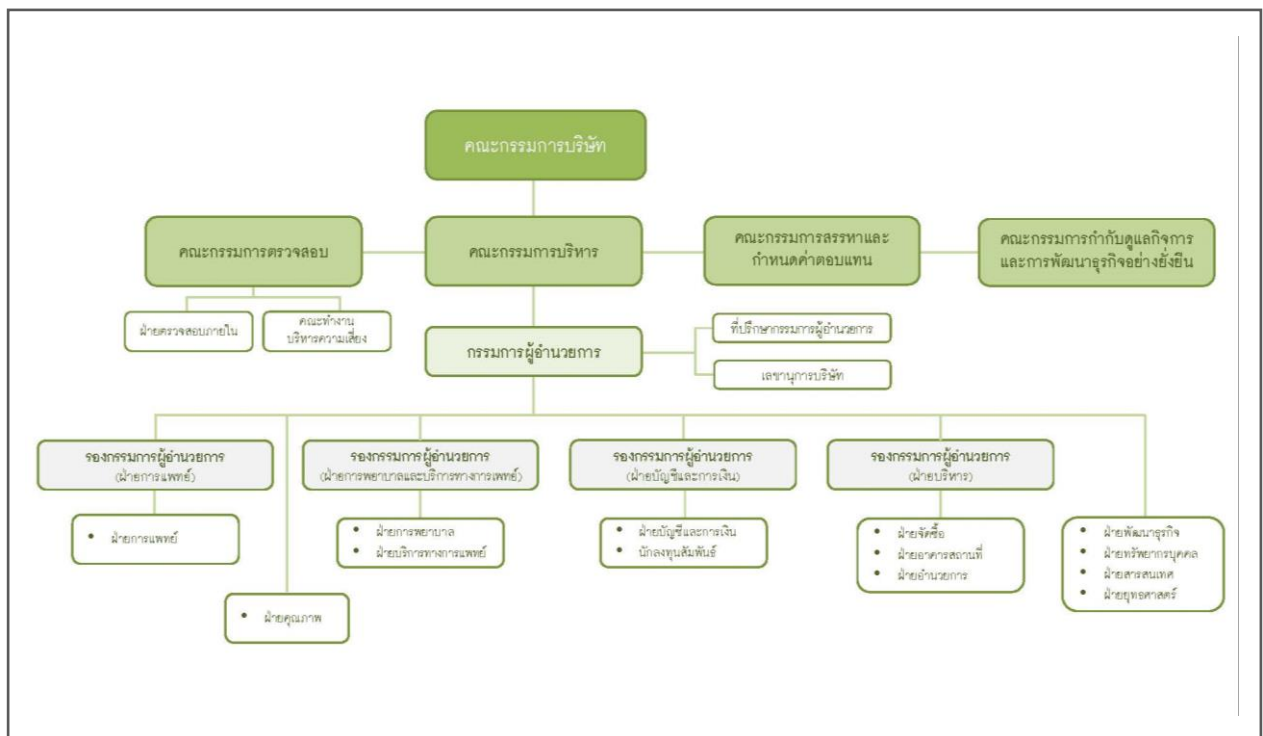 คณะกรรมการบริษัท
คณะกรรมการตรวจสอบ
คณะกรรมการบริหาร
คณะกรรมการสรรหาและ
กำหนดค่าตอบแทน
คณะกรรมการกำกับดูแลกิจการ
และการพัฒนาธุรกิจอย่างยั่งยืน
ฝ่ายตรวจสอบภายใน
คณะทำงาน
บริหารความเสี่ยง
กรรมการผู้อำนวยการ
ที่ปรึกษากรรมการผู้อำนวยการ
เลขานุการบริษัท
รองกรรมการผู้อำนวยการ
(ฝ่ายการแพทย์)
รองกรรมการผู้อำนวยการ
(ฝ่ายการพยาบาลและบริการทางการแพทย์)
รองกรรมการผู้อำนวยการ
(ฝ่ายบัญชีและการเงิน)
รองกรรมการผู้อำนวยการ
(ฝ่ายบริหาร)
• ฝ่ายการแพทย์
• ฝ่ายการพยาบาล
• ฝ่ายบริการทางการแพทย์
• ฝ่ายบัญชีและการเงิน
• นักลงทุนสัมพันธ์
• ฝ่ายจัดซื้อ
• ฝ่ายอาคารสถานที่
• ฝ่ายอำนวยการ
• ฝ่ายพัฒนาธุรกิจ
• ฝ่ายทรัพยากรบุคคล
• ฝ่ายสารสนเทศ
• ฝ่ายยุทธศาสตร์
• ฝ่ายคุณภาพ